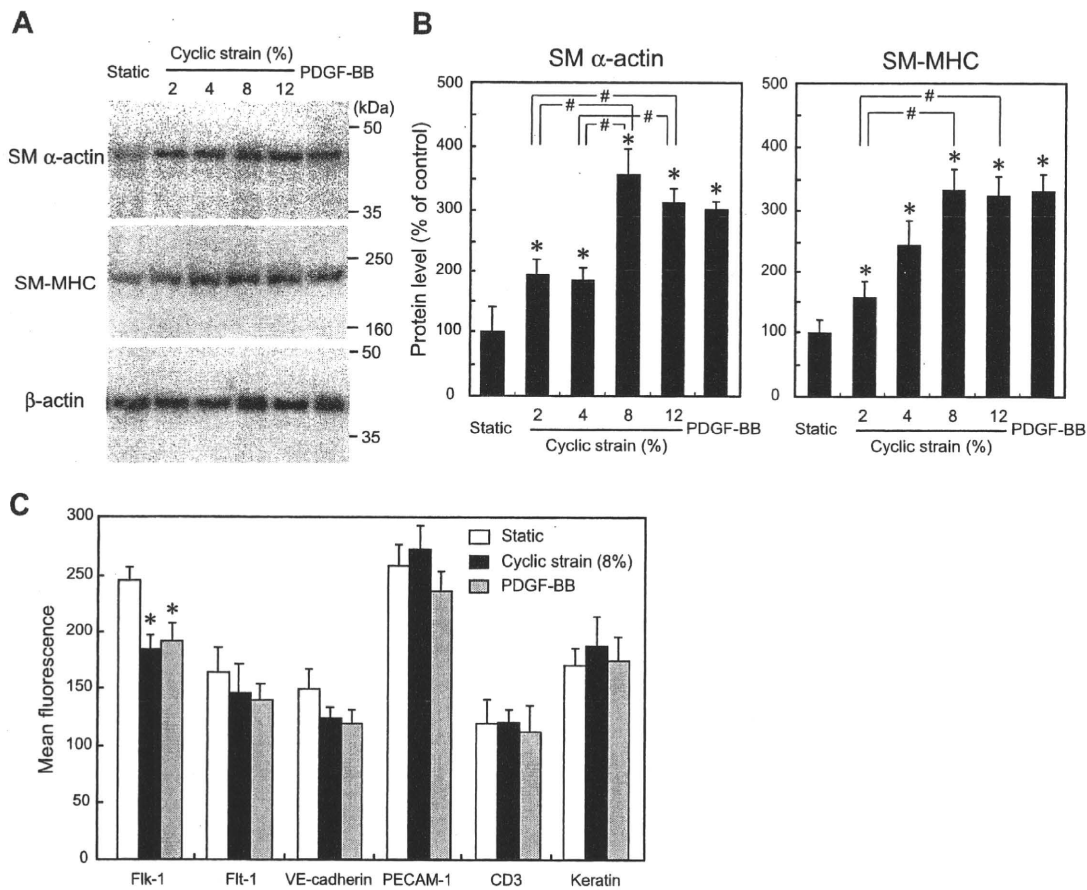 A
Cyclic strain (%)
Static 2 4 8 12 PDGF-BB
(kDa)
SM α-actin
50
35
SM-MHC
250
160
β-actin
50
35
B
SM α-actin
Protein level (% of control)
500
400
300
200
100
0
# # # #
* * * * *
Static 2 4 8 12 PDGF-BB
Cyclic strain (%)
SM-MHC
500
400
300
200
100
0
# #
* * * * *
Static 2 4 8 12 PDGF-BB
Cyclic strain (%)
C
Mean fluorescence
300
250
200
150
100
50
0
Static
Cyclic strain (8%)
PDGF-BB
* *
Flk-1 Flt-1 VE-cadherin PECAM-1 CD3 Keratin